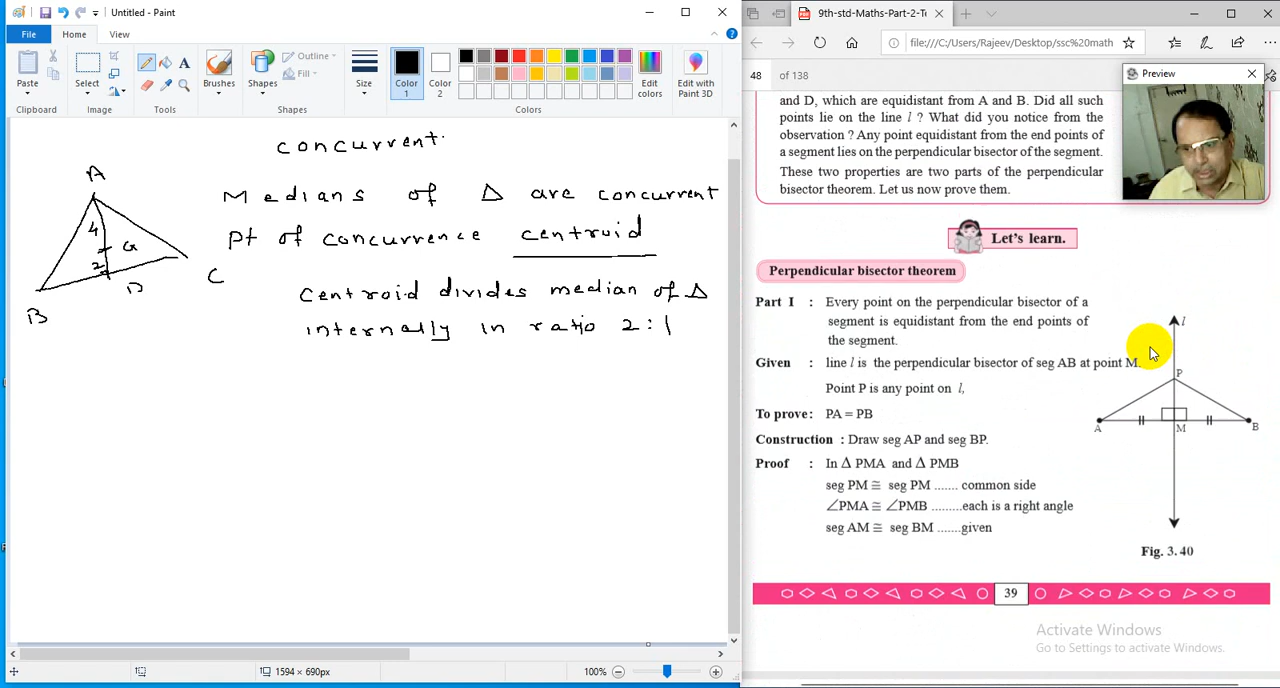 Untitled - Paint
File
Home
View
Paste
Clipboard
Select
Image
Tools
Brushes
Shapes
Outline
Fill
Shapes
Size
Color 1
Color 2
Edit colors
Colors
Edit with Paint 3D
concurrent
Medians of Δ are concurrent
Pt of concurrence centroid
Centroid divides median of Δ
internally in ratio 2:1
A
4
G
2
D
B
C
1594 × 690px
100%
9th-std-Maths-Part-2-Te
file:///C:/Users/Rajeev/Desktop/ssc%20math
48 of 138
Preview
and D, which are equidistant from A and B. Did all such
points lie on the line l ? What did you notice from the
observation ? Any point equidistant from the end points of
a segment lies on the perpendicular bisector of the segment.
These two properties are two parts of the perpendicular
bisector theorem. Let us now prove them.
Let's learn.
Perpendicular bisector theorem
Part I : Every point on the perpendicular bisector of a
segment is equidistant from the end points of
the segment.
Given : line l is the perpendicular bisector of seg AB at point M.
Point P is any point on l,
To prove : PA = PB
Construction : Draw seg AP and seg BP.
Proof : In Δ PMA and Δ PMB
seg PM ≅ seg PM ....... common side
∠PMA ≅ ∠PMB .........each is a right angle
seg AM ≅ seg BM .......given
l
P
A
M
B
Fig. 3.40
39
Activate Windows
Go to Settings to activate Windows.